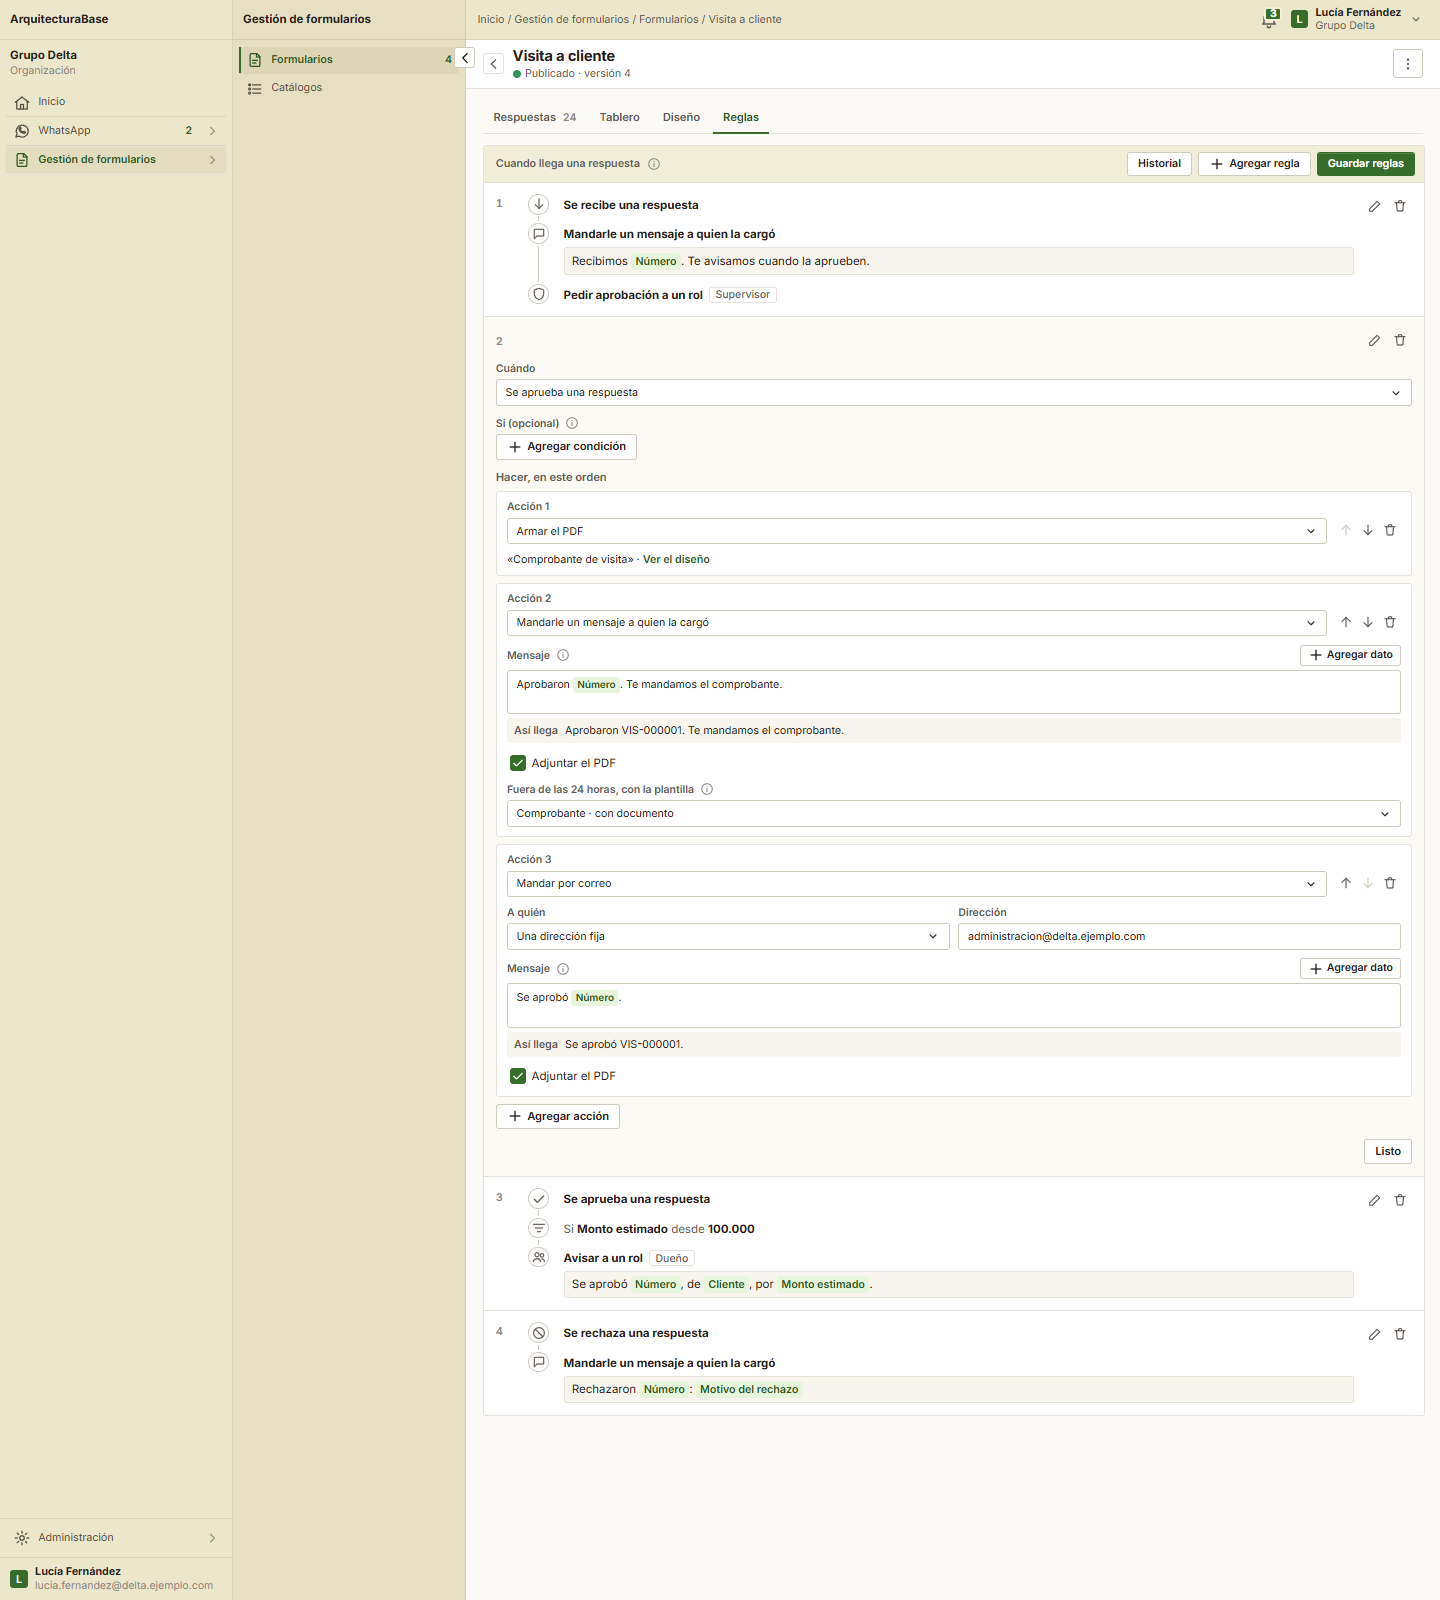 ArquitecturaBase
Grupo Delta
Organización
Inicio
WhatsApp 2
Gestión de formularios
Administración
Lucía Fernández
lucia.fernandez@delta.ejemplo.com
Gestión de formularios
Formularios 4
Catálogos
Inicio / Gestión de formularios / Formularios / Visita a cliente
3
L
Lucía Fernández
Grupo Delta
Visita a cliente
Publicado · versión 4
Respuestas 24 Tablero Diseño Reglas
Cuando llega una respuesta
Historial
Agregar regla
Guardar reglas
1
Se recibe una respuesta
Mandarle un mensaje a quien la cargó
Recibimos Número. Te avisamos cuando la aprueben.
Pedir aprobación a un rol Supervisor
2
Cuándo
Se aprueba una respuesta
Si (opcional)
Agregar condición
Hacer, en este orden
Acción 1
Armar el PDF
«Comprobante de visita» · Ver el diseño
Acción 2
Mandarle un mensaje a quien la cargó
Mensaje
Agregar dato
Aprobaron Número. Te mandamos el comprobante.
Así llega Aprobaron VIS-000001. Te mandamos el comprobante.
Adjuntar el PDF
Fuera de las 24 horas, con la plantilla
Comprobante · con documento
Acción 3
Mandar por correo
A quién
Dirección
Una dirección fija
administracion@delta.ejemplo.com
Mensaje
Agregar dato
Se aprobó Número.
Así llega Se aprobó VIS-000001.
Adjuntar el PDF
Agregar acción
Listo
3
Se aprueba una respuesta
Si Monto estimado desde 100.000
Avisar a un rol Dueño
Se aprobó Número, de Cliente, por Monto estimado.
4
Se rechaza una respuesta
Mandarle un mensaje a quien la cargó
Rechazaron Número: Motivo del rechazo
L